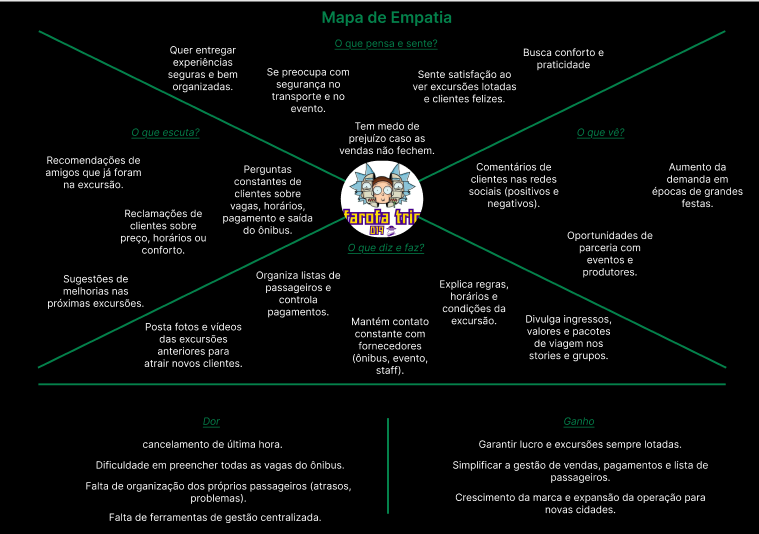 Mapa de Empatia
O que pensa e sente?
Quer entregar
experiências
seguras e bem
organizadas.
Se preocupa com
segurança no
transporte e no
evento.
Sente satisfação ao
ver excursões lotadas
e clientes felizes.
Busca conforto e
praticidade
Tem medo de
prejuízo caso as
vendas não fechem.
O que escuta?
Recomendações de
amigos que já foram
na excursão.
Perguntas
constantes de
clientes sobre
vagas, horários,
pagamento e saída
do ônibus.
Reclamações de
clientes sobre
preço, horários ou
conforto.
Sugestões de
melhorias nas
próximas excursões.
O que vê?
Comentários de
clientes nas redes
sociais (positivos e
negativos).
Aumento da
demanda em
épocas de grandes
festas.
Oportunidades de
parceria com
eventos e
produtores.
farofa trip
019
O que diz e faz?
Organiza listas de
passageiros e
controla
pagamentos.
Posta fotos e vídeos
das excursões
anteriores para
atrair novos clientes.
Mantém contato
constante com
fornecedores
(ônibus, evento,
staff).
Explica regras,
horários e
condições da
excursão.
Divulga ingressos,
valores e pacotes
de viagem nos
stories e grupos.
Dor
cancelamento de última hora.
Dificuldade em preencher todas as vagas do ônibus.
Falta de organização dos próprios passageiros (atrasos,
problemas).
Falta de ferramentas de gestão centralizada.
Ganho
Garantir lucro e excursões sempre lotadas.
Simplificar a gestão de vendas, pagamentos e lista de
passageiros.
Crescimento da marca e expansão da operação para
novas cidades.